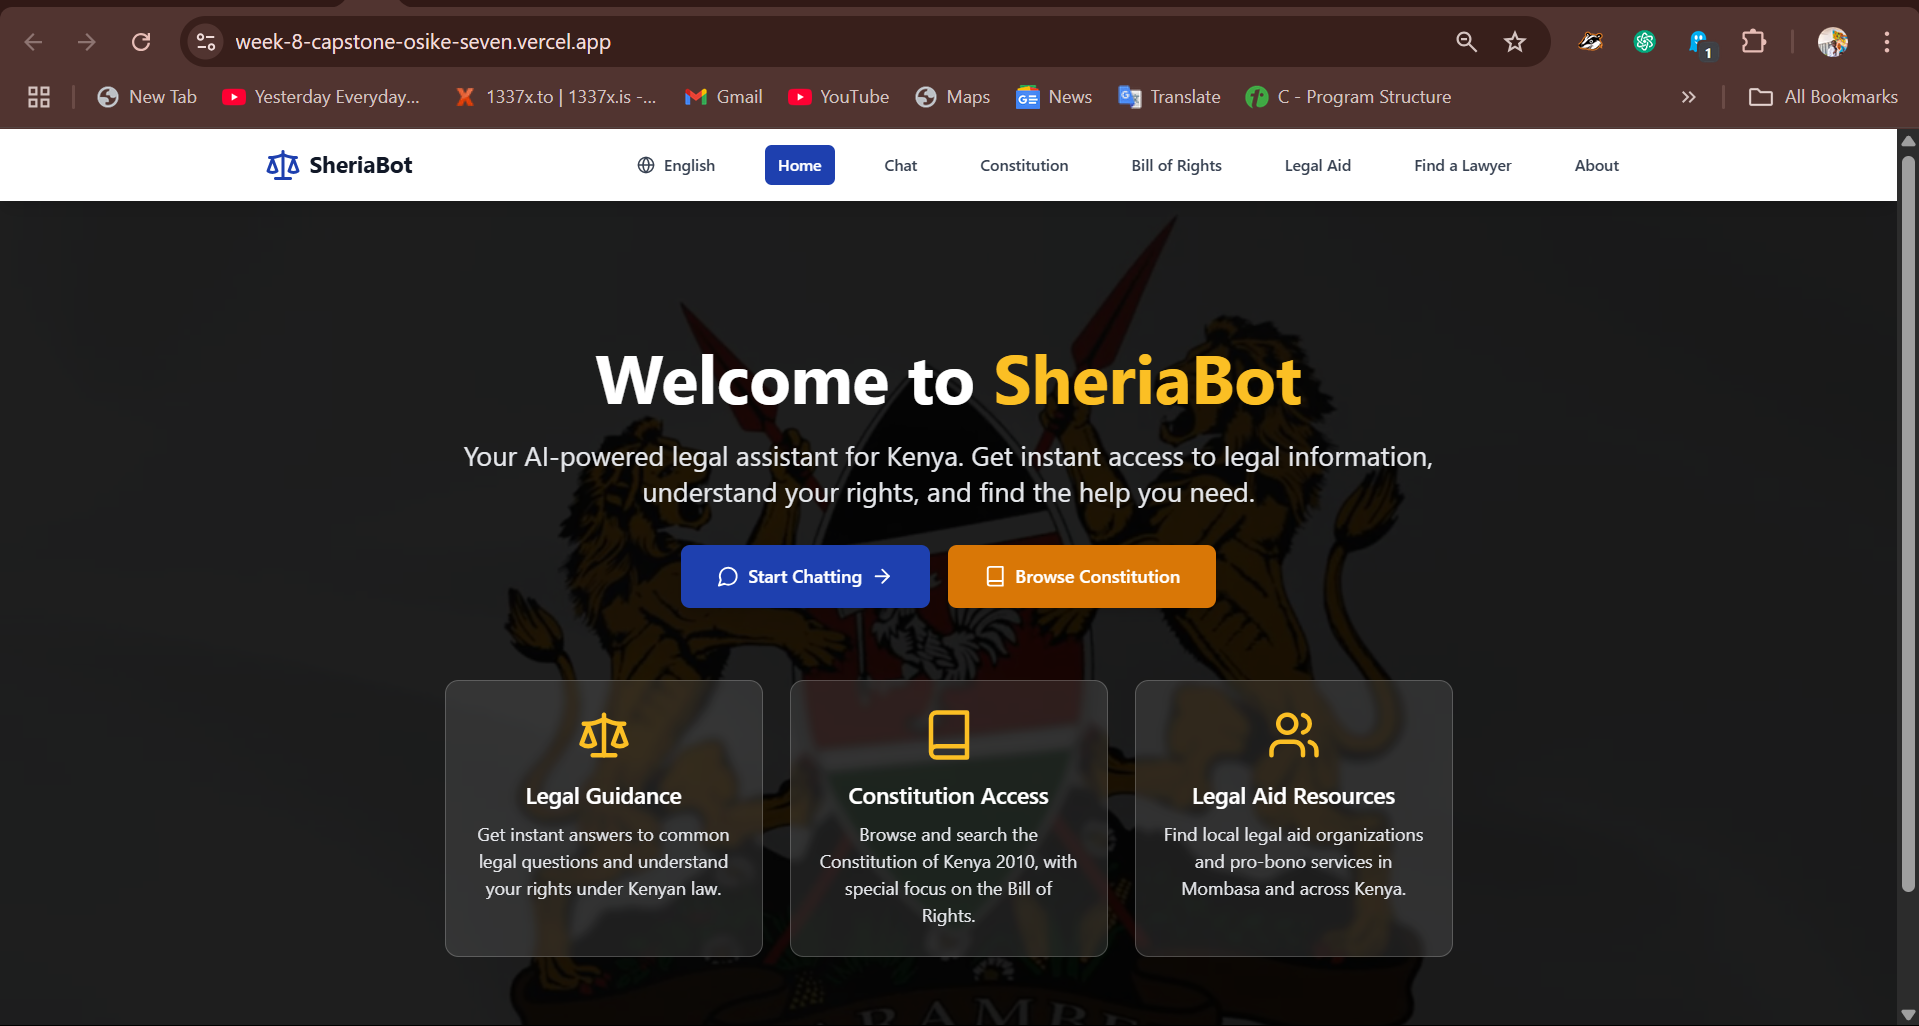 week-8-capstone-osike-seven.vercel.app
1
New Tab
Yesterday Everyday...
1337x.to | 1337x.is -...
Gmail
YouTube
Maps
News
Translate
C - Program Structure
All Bookmarks
SheriaBot
English
Home
Chat
Constitution
Bill of Rights
Legal Aid
Find a Lawyer
About
Welcome to SheriaBot
Your AI-powered legal assistant for Kenya. Get instant access to legal information,
understand your rights, and find the help you need.
Start Chatting
Browse Constitution
Legal Guidance
Get instant answers to common
legal questions and understand
your rights under Kenyan law.
Constitution Access
Browse and search the
Constitution of Kenya 2010, with
special focus on the Bill of
Rights.
Legal Aid Resources
Find local legal aid organizations
and pro-bono services in
Mombasa and across Kenya.